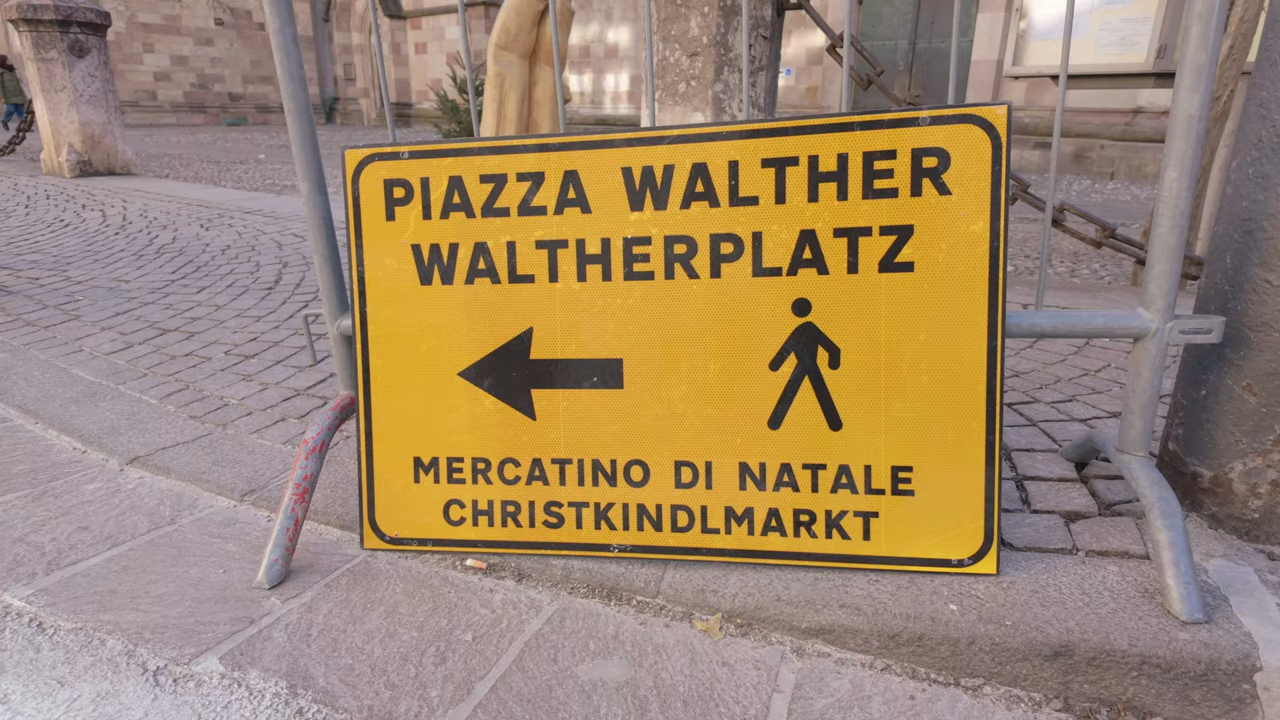 PIAZZA WALTHER
WALTHERPLATZ
MERCATINO DI NATALE
CHRISTKINDLMARKT